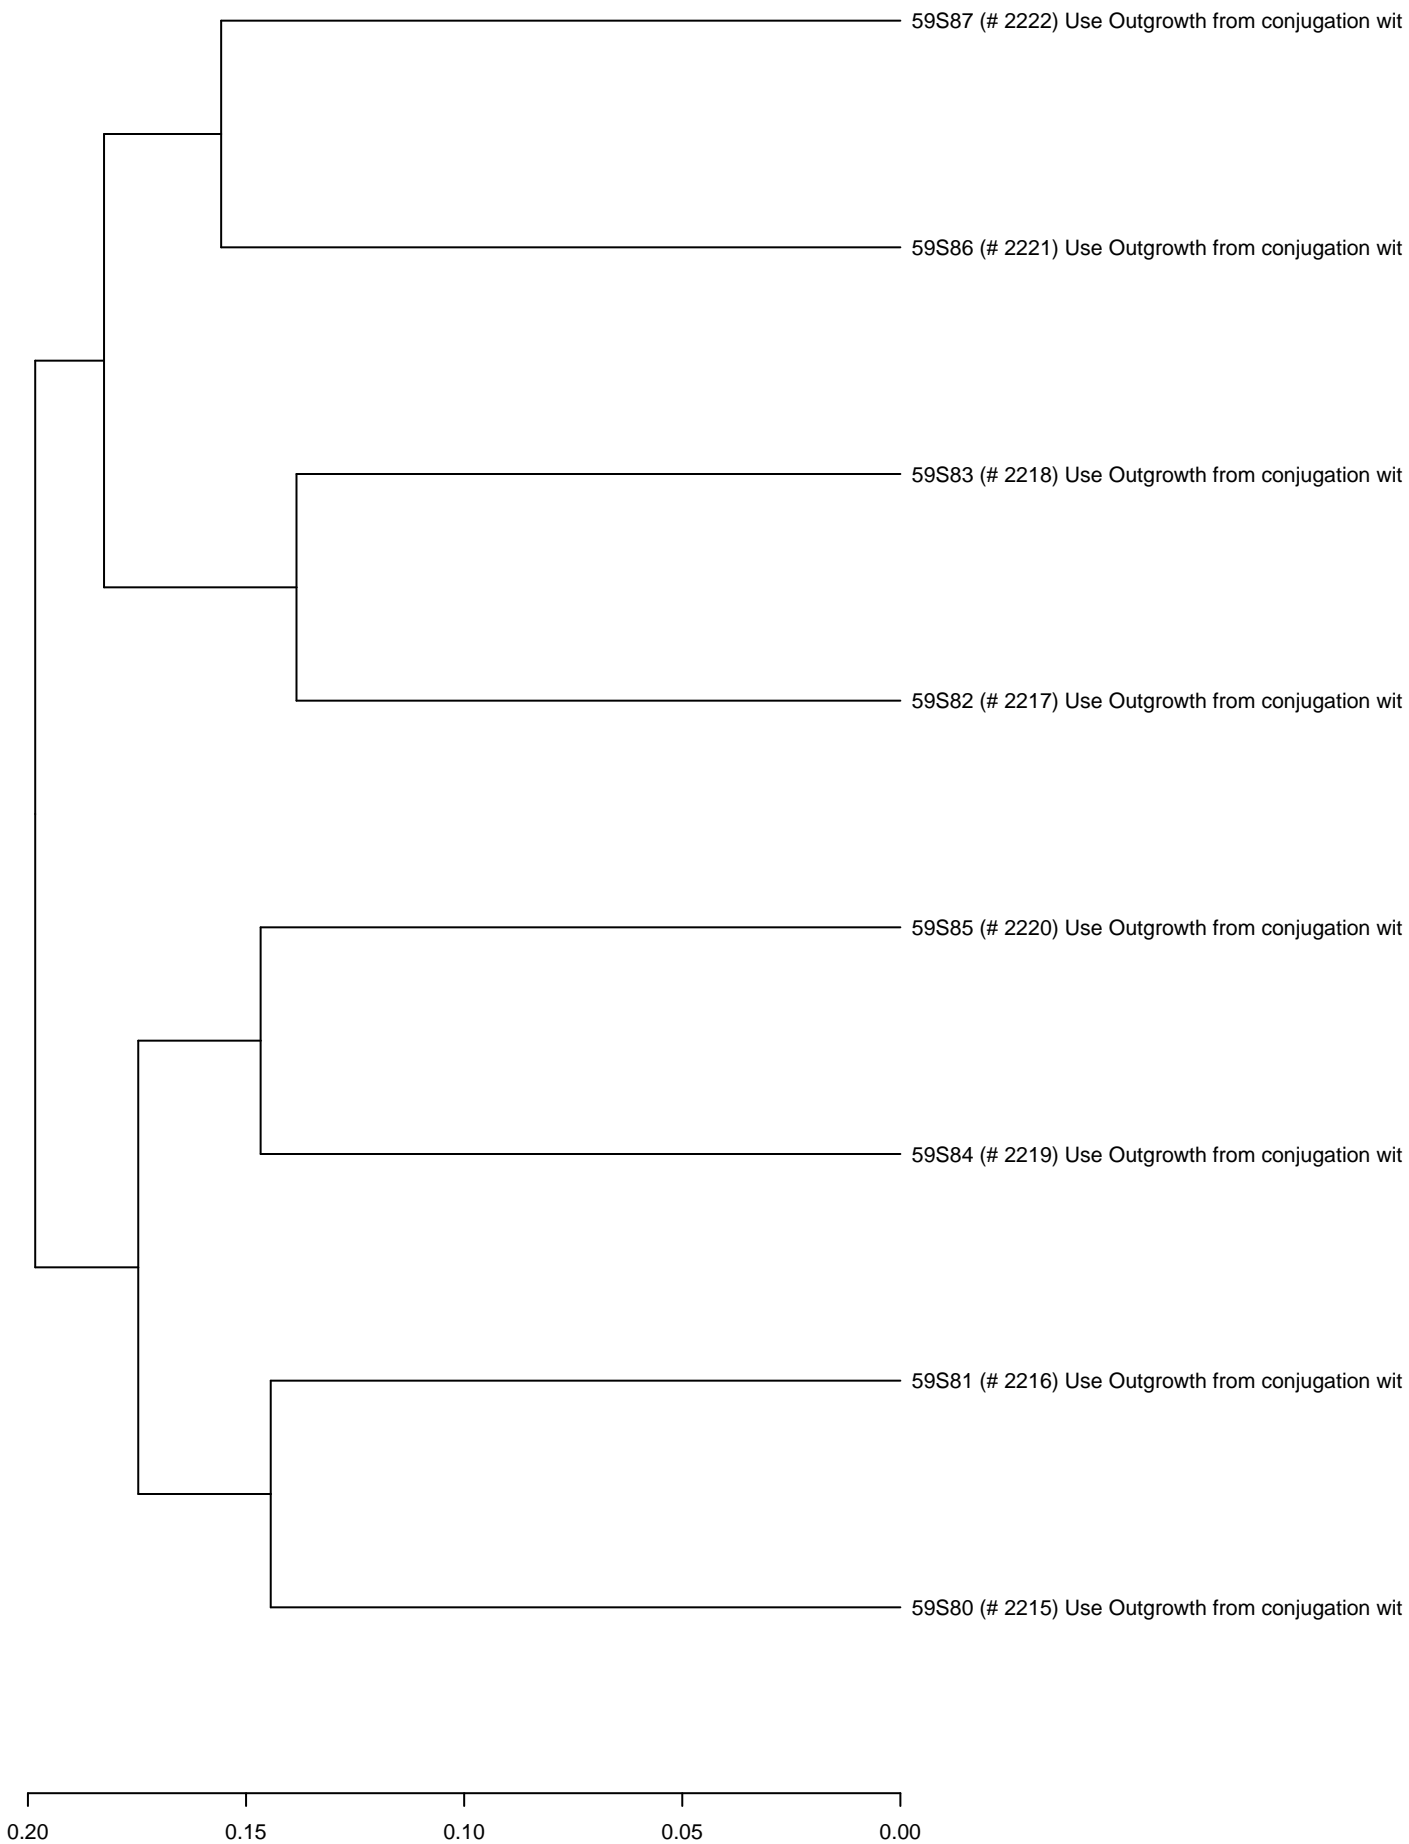 59S87 (# 2222) Use Outgrowth from conjugation wit
59S86 (# 2221) Use Outgrowth from conjugation wit
59S83 (# 2218) Use Outgrowth from conjugation wit
59S82 (# 2217) Use Outgrowth from conjugation wit
59S85 (# 2220) Use Outgrowth from conjugation wit
59S84 (# 2219) Use Outgrowth from conjugation wit
59S81 (# 2216) Use Outgrowth from conjugation wit
59S80 (# 2215) Use Outgrowth from conjugation wit
0.20 0.15 0.10 0.05 0.00